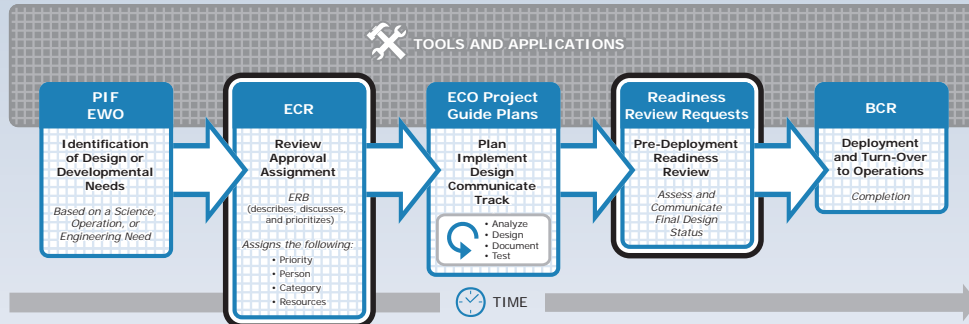 TOOLS AND APPLICATIONS
PIF
EWO
Identification
of Design or
Developmental
Needs
Based on a Science,
Operation, or
Engineering Need
ECR
Review
Approval
Assignment
ERB
(describes, discusses,
and prioritizes)
Assigns the following:
• Priority
• Person
• Category
• Resources
ECO Project
Guide Plans
Plan
Implement
Design
Communicate
Track
• Analyze
• Design
• Document
• Test
Readiness
Review Requests
Pre-Deployment
Readiness
Review
Assess and
Communicate
Final Design
Status
BCR
Deployment
and Turn-Over
to Operations
Completion
TIME